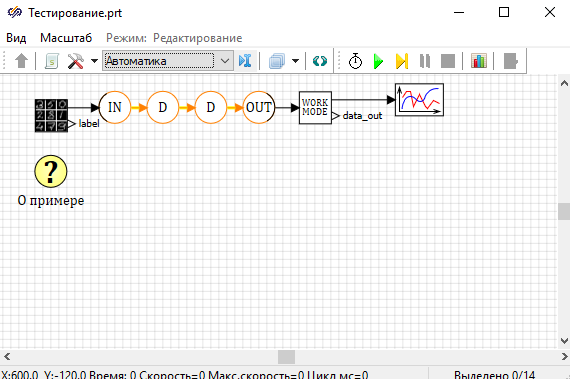 Тестирование.prt
Вид Масштаб Режим: Редактирование
Автоматика
label
IN
D
D
OUT
WORK
MODE
data_out
?
О примере
X:600,0 Y:-120,0 Время: 0 Скорость=0 Макс.скорость=0 Цикл мс=0 Выделено 0/14